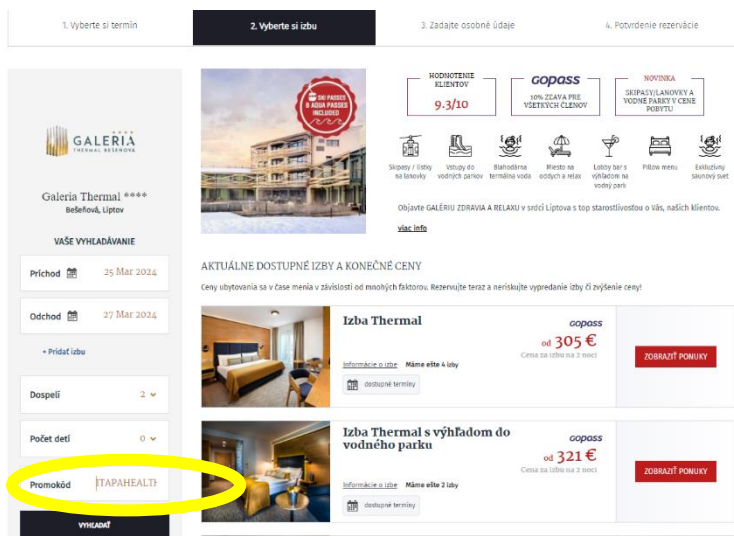 1. Vyberte si termín
2. Vyberte si izbu
3. Zadajte osobné údaje
4. Potvrdenie rezervácie
GALERIA
THERMAL BEŠEŇOVÁ
Galeria Thermal ****
Bešeňová, Liptov
VAŠE VYHĽADÁVANIE
Príchod 25 Mar 2024
Odchod 27 Mar 2024
+ Pridať izbu
Dospelí 2
Počet detí 0
Promokód ITAPAHEALTH
VYHĽADAŤ
SKI PASSES
& AQUA PASSES
INCLUDED
HODNOTENIE
KLIENTOV
9.3/10
GOPASS
10% ZĽAVA PRE
VŠETKÝCH ČLENOV
NOVINKA
SKIPASY/LANOVKY A
VODNÉ PARKY V CENE
POBYTU
Skipasy / lístky
na lanovky
Vstupy do
vodných parkov
Blahodárna
termálna voda
Miesto na
oddych a relax
Lobby bar s
výhľadom na
vodný park
Pillow menu
Exkluzívny
saunový svet
Objavte GALÉRIU ZDRAVIA A RELAXU v srdci Liptova s top starostlivosťou o Vás, našich klientov.
viac info
AKTUÁLNE DOSTUPNÉ IZBY A KONEČNÉ CENY
Ceny ubytovania sa v čase menia v závislosti od mnohých faktorov. Rezervujte teraz a neriskujte vypredanie izby či zvýšenie ceny!
Izba Thermal
Informácie o izbe Máme ešte 4 izby
dostupné termíny
gopass
od 305 €
Cena za izbu na 2 noci
ZOBRAZIŤ PONUKY
Izba Thermal s výhľadom do
vodného parku
Informácie o izbe Máme ešte 2 izby
dostupné termíny
gopass
od 321 €
Cena za izbu na 2 noci
ZOBRAZIŤ PONUKY